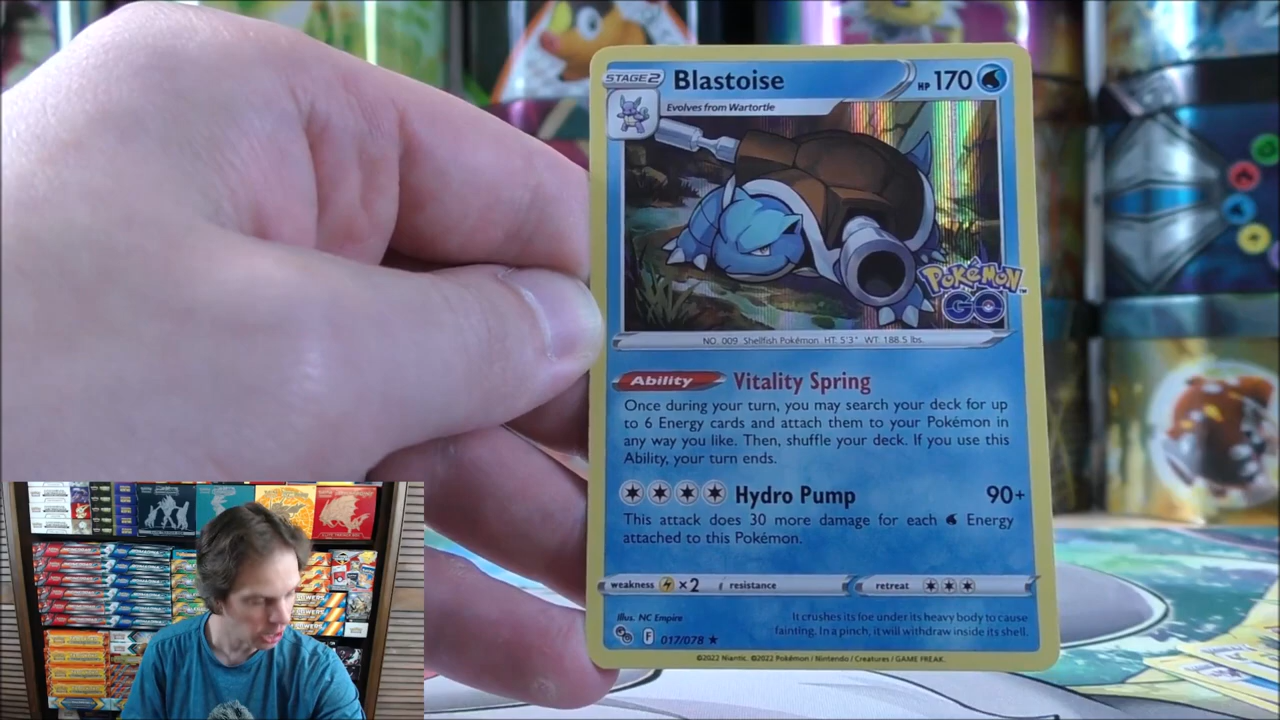 STAGE2
Blastoise
HP 170
Evolves from Wartortle
POKÉMON
GO
NO. 009 Shellfish Pokémon HT: 5'3" WT: 188.5 lbs.
Ability Vitality Spring
Once during your turn, you may search your deck for up
to 6 Energy cards and attach them to your Pokémon in
any way you like. Then, shuffle your deck. If you use this
Ability, your turn ends.
Hydro Pump 90+
This attack does 30 more damage for each Energy
attached to this Pokémon.
weakness ×2 resistance retreat
Illus. NC Empire
It crushes its foe under its heavy body to cause
fainting. In a pinch, it will withdraw inside its shell.
F 017/078 ★
©2022 Niantic. ©2022 Pokémon / Nintendo / Creatures / GAME FREAK.